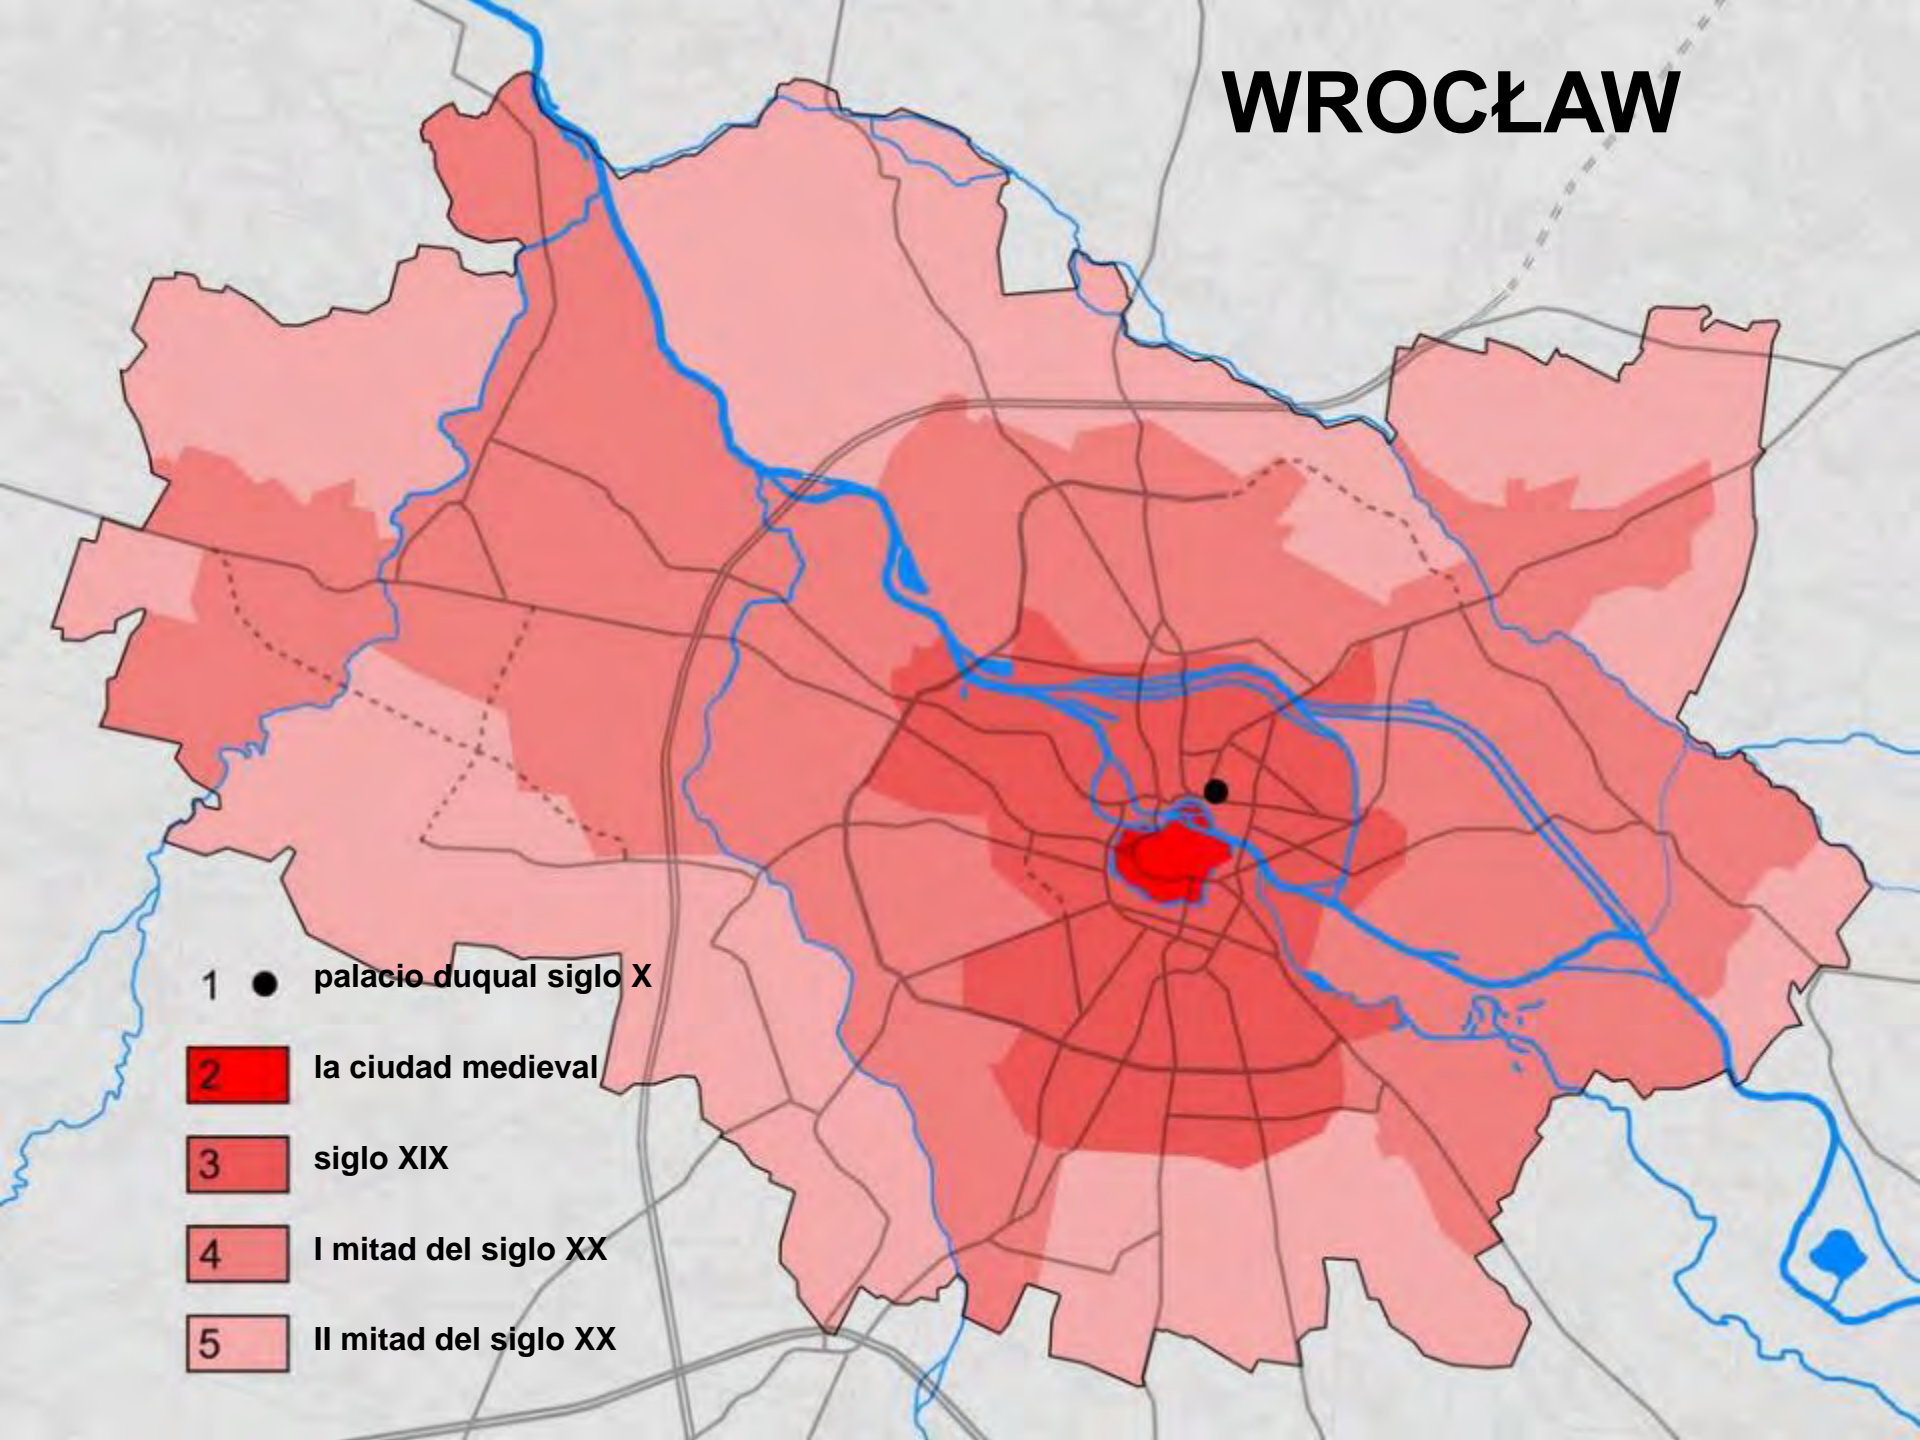 WROCŁAW
1 palacio duqual siglo X
2 la ciudad medieval
3 siglo XIX
4 I mitad del siglo XX
5 II mitad del siglo XX